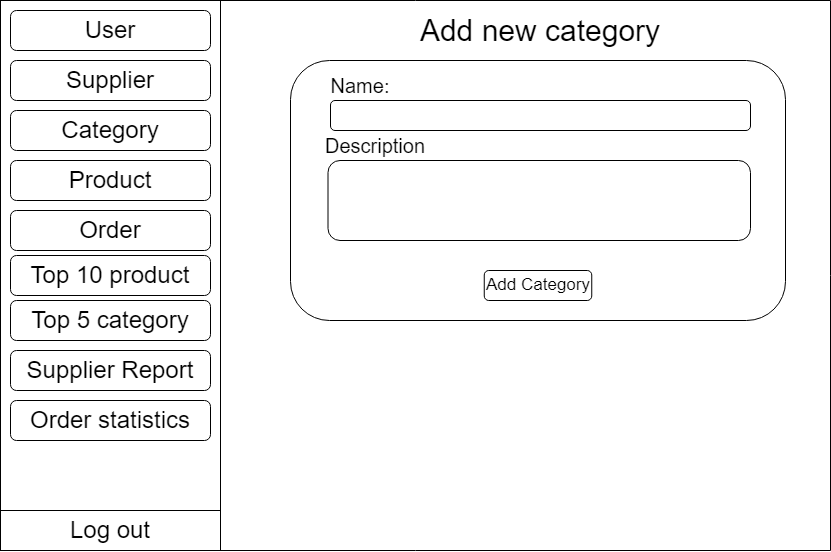 User
Supplier
Category
Product
Order
Top 10 product
Top 5 category
Supplier Report
Order statistics
Log out
Add new category
Name:
Description
Add Category